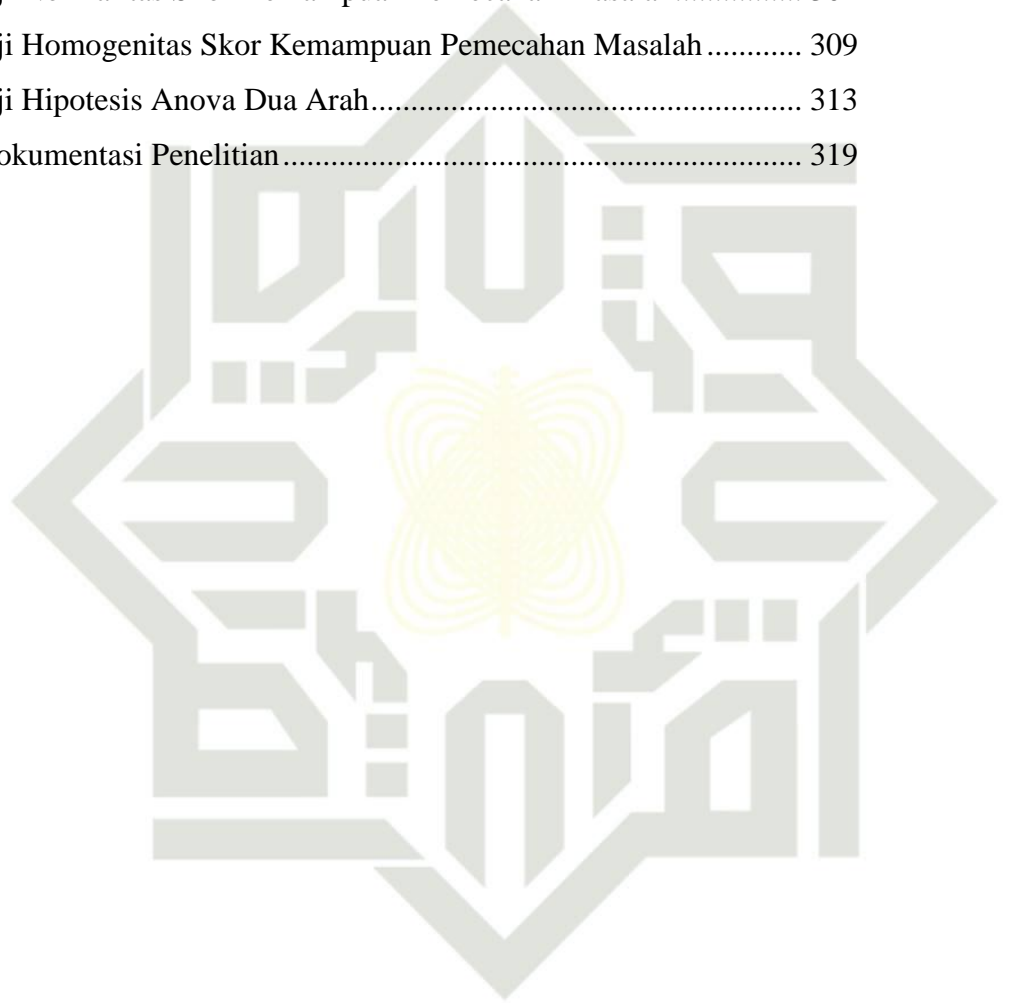 ji Homogenitas Skor Kemampuan Pemecahan Masalah ............ 309
ji Hipotesis Anova Dua Arah.................................................. 313
okumentasi Penelitian............................................................. 319